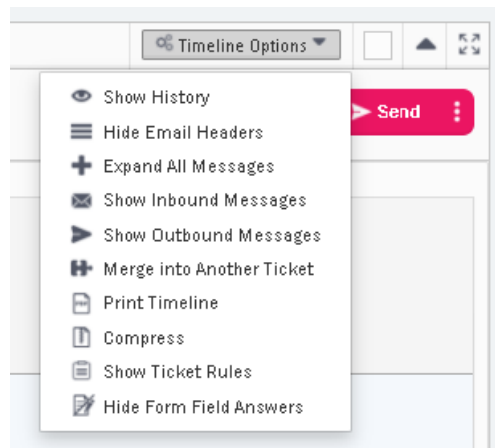 Timeline Options
Show History
Send
Hide Email Headers
Expand All Messages
Show Inbound Messages
Show Outbound Messages
Merge into Another Ticket
Print Timeline
Compress
Show Ticket Rules
Hide Form Field Answers